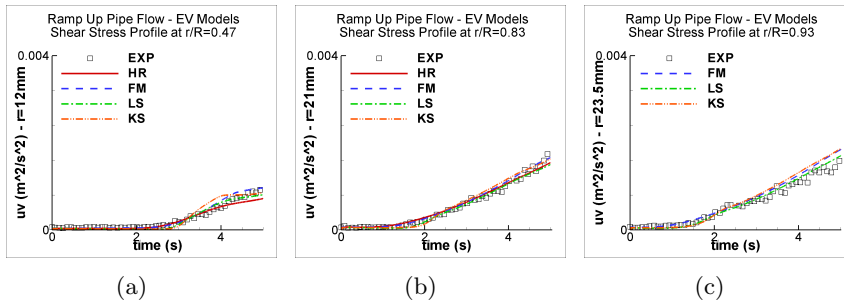 Ramp Up Pipe Flow - EV Models
Shear Stress Profile at r/R=0.47
0.004
EXP
HR
FM
LS
KS
uv (m^2/s^2) - r=12mm
0
0
2
4
time (s)
(a)
Ramp Up Pipe Flow - EV Models
Shear Stress Profile at r/R=0.83
0.004
EXP
HR
FM
LS
KS
uv (m^2/s^2) - r=21mm
0
0
2
4
time (s)
(b)
Ramp Up Pipe Flow - EV Models
Shear Stress Profile at r/R=0.93
0.004
EXP
FM
LS
KS
uv (m^2/s^2) - r=23.5mm
0
0
2
4
time (s)
(c)